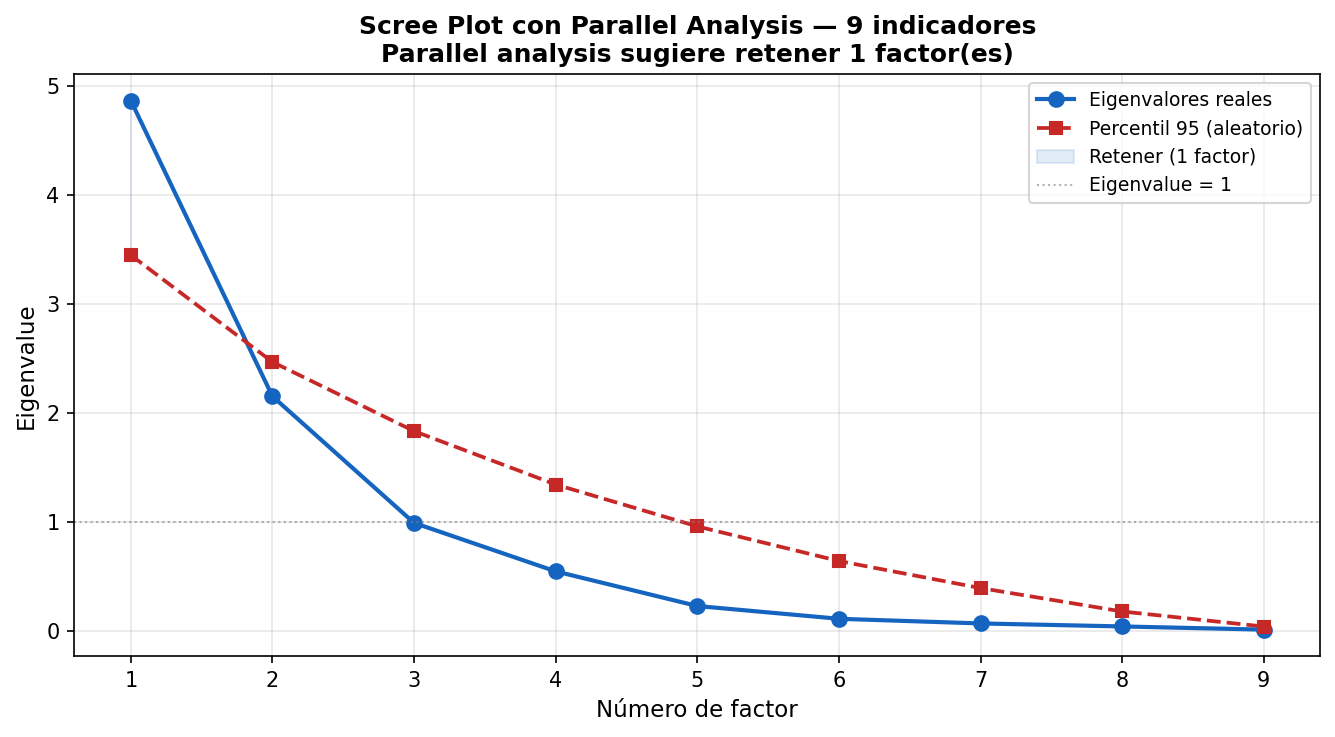 Scree Plot con Parallel Analysis — 9 indicadores
Parallel analysis sugiere retener 1 factor(es)
Eigenvalores reales
Percentil 95 (aleatorio)
Retener (1 factor)
Eigenvalue = 1
Eigenvalue
5
4
3
2
1
0
1 2 3 4 5 6 7 8 9
Número de factor